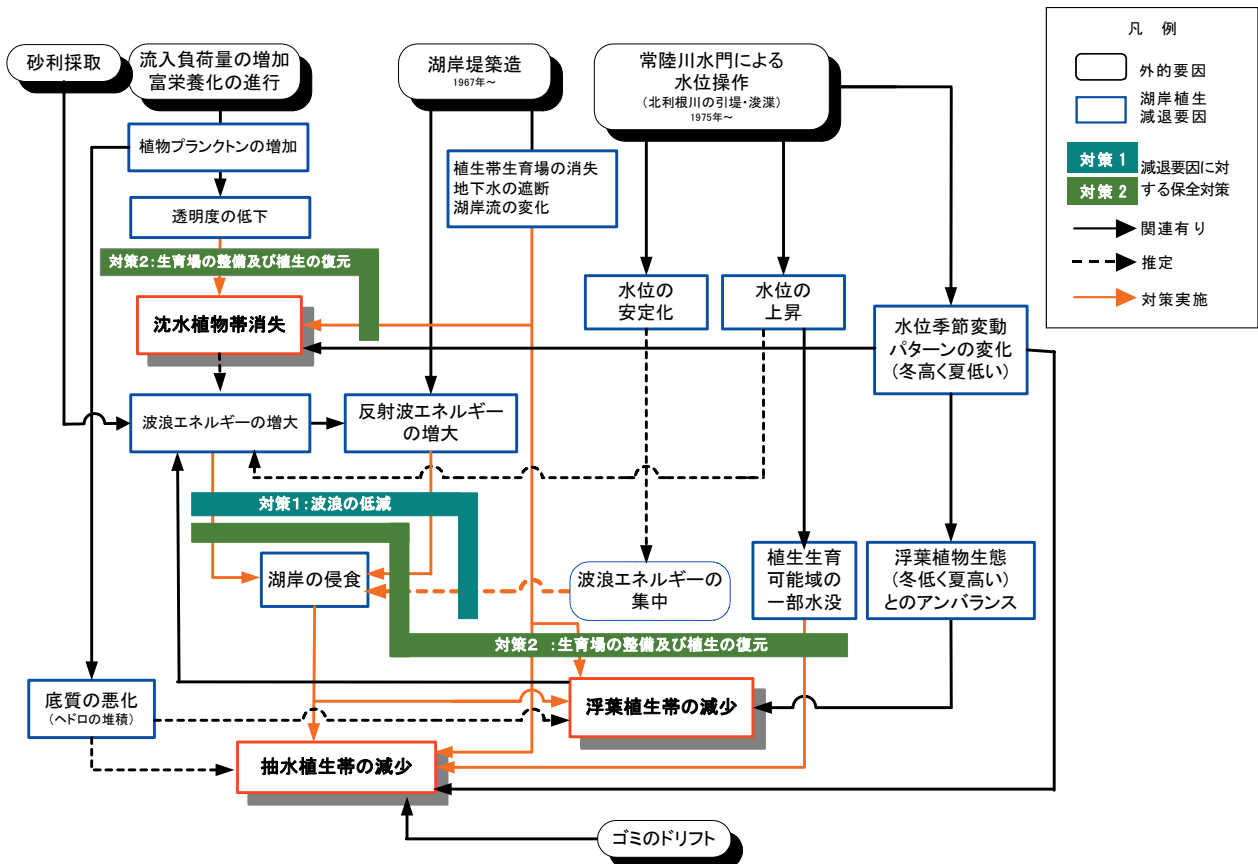 砂利採取
流入負荷量の増加
富栄養化の進行
湖岸堤築造
1967年～
常陸川水門による
水位操作
（北利根川の引堤・浚渫）
1975年～
凡 例
外的要因
湖岸植生
減退要因
対策１
対策２
減退要因に対
する保全対策
関連有り
推定
対策実施
植物プランクトンの増加
植生帯生育場の消失
地下水の遮断
湖岸流の変化
透明度の低下
対策２：生育場の整備及び植生の復元
沈水植物帯消失
水位の
安定化
水位の
上昇
水位季節変動
パターンの変化
（冬高く夏低い）
波浪エネルギーの増大
反射波エネルギー
の増大
対策１：波浪の低減
湖岸の侵食
波浪エネルギーの
集中
植生生育
可能域の
一部水没
浮葉植物生態
（冬低く夏高い）
とのアンバランス
対策２ ：生育場の整備及び植生の復元
底質の悪化
（ヘドロの堆積）
浮葉植生帯の減少
抽水植生帯の減少
ゴミのドリフト